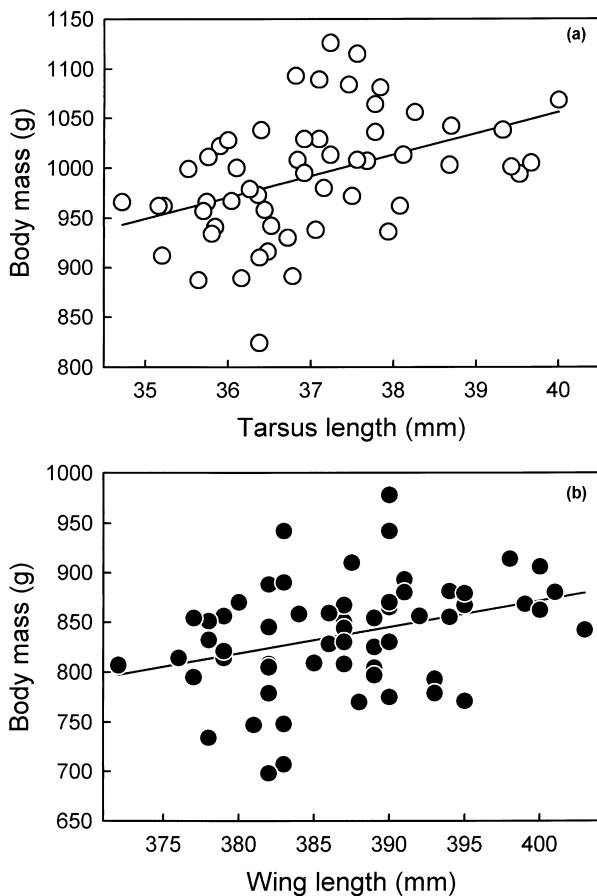 (a)
1150
1100
1050
1000
950
900
850
800
Body mass (g)
35 36 37 38 39 40
Tarsus length (mm)
(b)
1000
950
900
850
800
750
700
650
Body mass (g)
375 380 385 390 395 400
Wing length (mm)